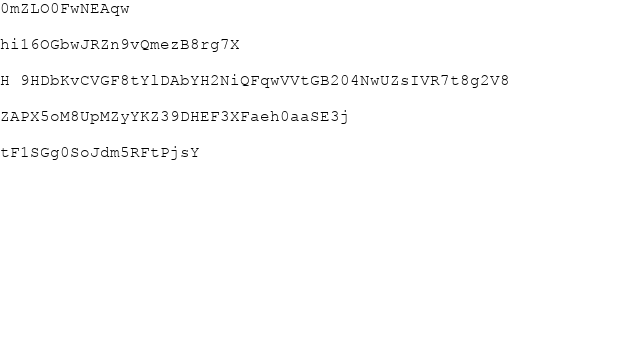 0mZLO0FwNEAqw
hi16OGbwJRZn9vQmezB8rg7X
H 9HDbKvCVGF8tYlDAbYH2NiQFqwVVtGB204NwUZsIVR7t8g2V8
ZAPX5oM8UpMZyYKZ39DHEF3XFaeh0aaSE3j
tF1SGg0SoJdm5RFtPjsY